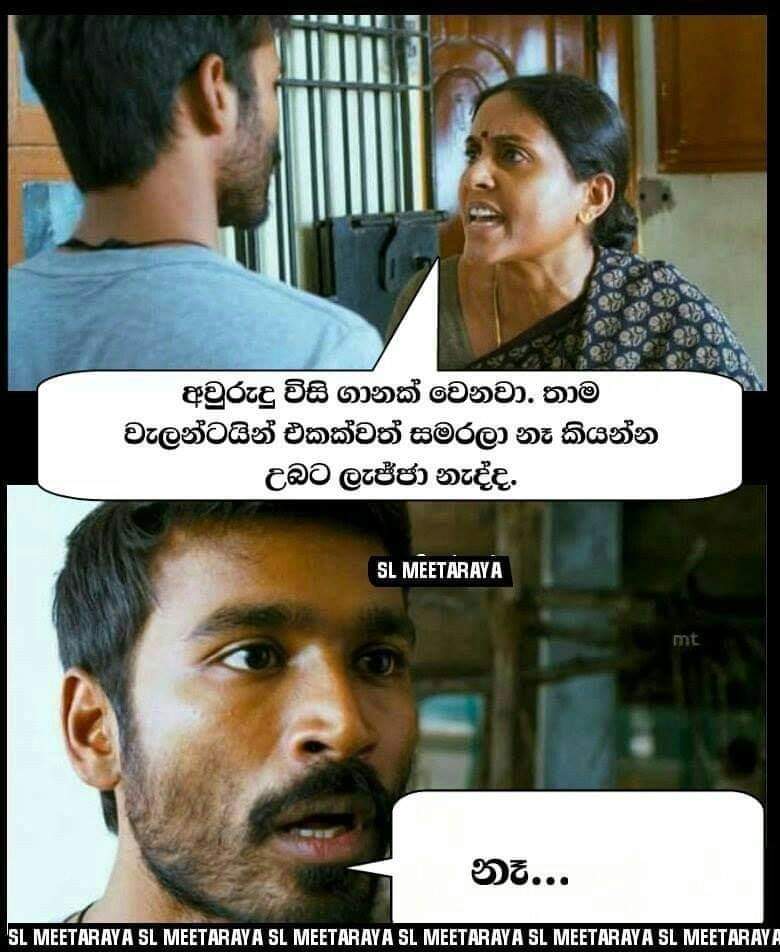 අවුරුදු විසි ගානක් වෙනවා. තාම
වැලන්ටයින් එකක්වත් සමරලා නෑ කියන්න
උබට ලැජ්ජා නැද්ද.
SL MEETARAYA
mt
නෑ...
SL MEETARAYA SL MEETARAYA SL MEETARAYA SL MEETARAYA SL MEETARAYA SL MEETARAYA